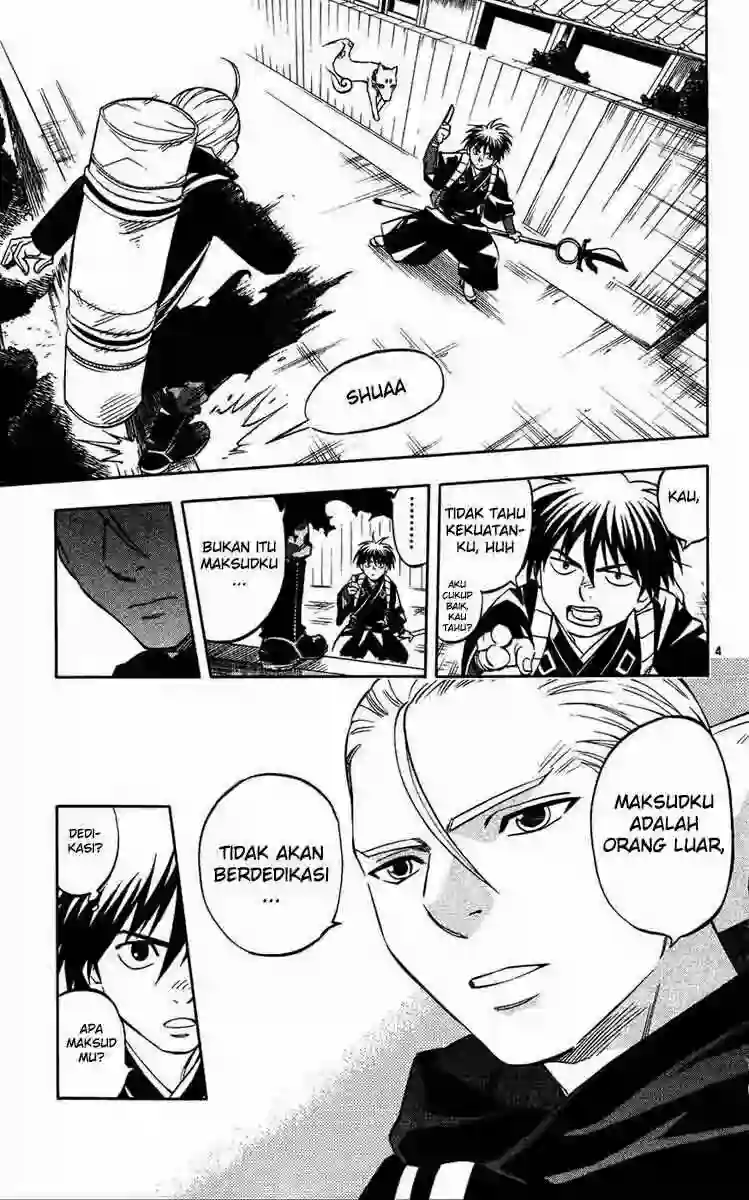 SHUAA
KAU,
TIDAK TAHU
KEKUATAN-
KU, HUH
AKU
CUKUP
BAIK,
KAU
TAHU?
.........
BUKAN ITU
MAKSUDKU
...
4
MAKSUDKU
ADALAH
ORANG LUAR,
TIDAK AKAN
BERDEDIKASI
...
DEDI-
KASI?
APA
MAKSUD
MU?